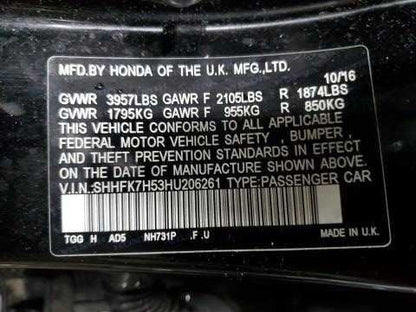 MFD.BY HONDA OF THE U.K. MFG.,LTD.
10/16
GVWR 3957LBS GAWR F 2105LBS R 1874LBS
GVWR 1795KG GAWR F 955KG R 850KG
THIS VEHICLE CONFORMS TO ALL APPLICABLE
FEDERAL MOTOR VEHICLE SAFETY , BUMPER ,
AND THEFT PREVENTION STANDARDS IN EFFECT
ON THE DATE OF MANUFACTURE SHOWN ABOVE.
V.I.N.:SHHFK7H53HU206261 TYPE:PASSENGER CAR
TGG H AD5 NH731P .F .U MADE IN U.K.